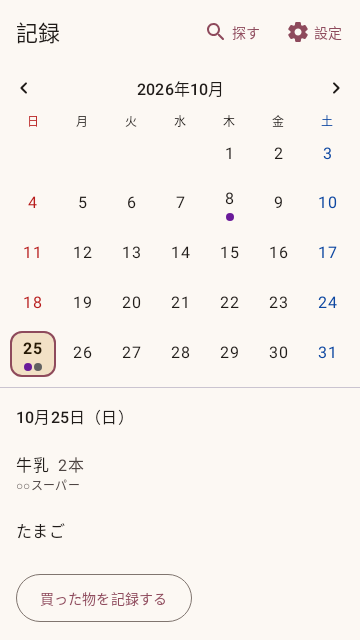 記録
探す 設定
2026年10月
日 月 火 水 木 金 土
1 2 3
4 5 6 7 8 9 10
11 12 13 14 15 16 17
18 19 20 21 22 23 24
25 26 27 28 29 30 31
10月25日（日）
牛乳 2本
○○スーパー
たまご
買った物を記録する